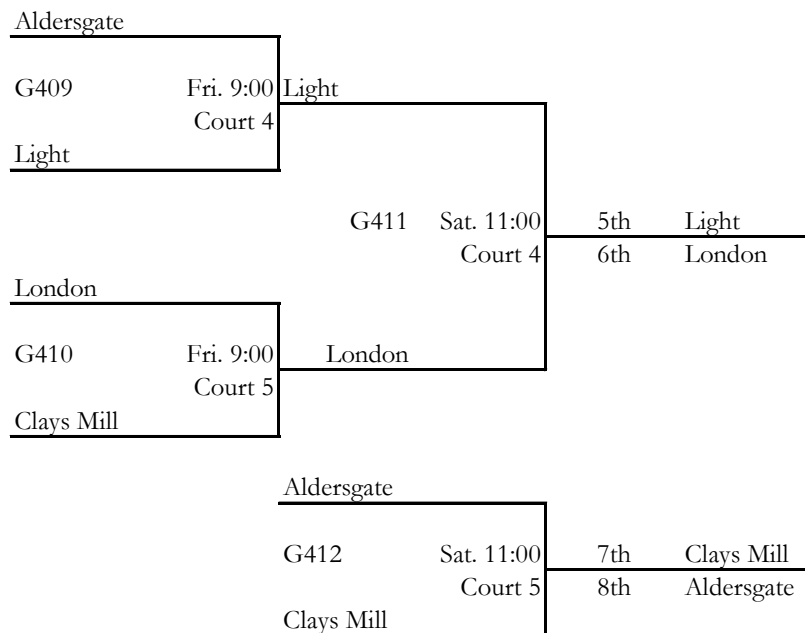 Aldersgate
G409 Fri. 9:00 Light
Court 4
Light
G411 Sat. 11:00 5th Light
Court 4 6th London
London
G410 Fri. 9:00 London
Court 5
Clays Mill
Aldersgate
G412 Sat. 11:00 7th Clays Mill
Court 5 8th Aldersgate
Clays Mill